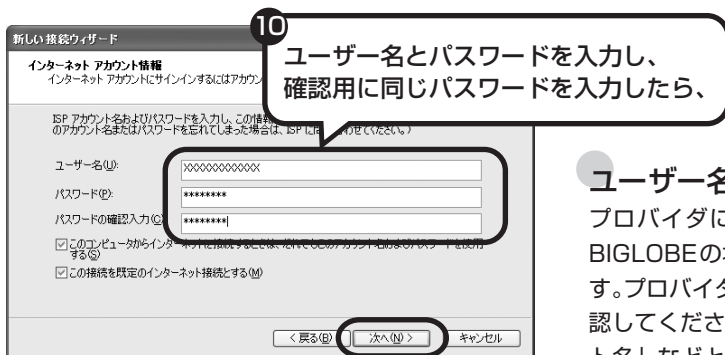 新しい接続ウィザード
インターネット アカウント情報
インターネット アカウントにサインインするにはアカウン
10
ユーザー名とパスワードを入力し、
確認用に同じパスワードを入力したら、
ISP アカウント名およびパスワードを入力し、この情
のアカウント名またはパスワードを忘れてしまった場合は、ISP に
わせてください。)
ユーザー名(U):
XXXXXXXXXXXX
パスワード(P):
********
パスワードの確認入力(C)
********
このコンピュータからインターネットに接続するときは、だれでもこのアカウント名およびパスワードを使用
する(S)
この接続を既定のインターネット接続とする(M)
< 戻る(B)
次へ(N) >
キャンセル
ユーザー名
プロバイダに
BIGLOBEの
す。プロバイダ
認してくださ